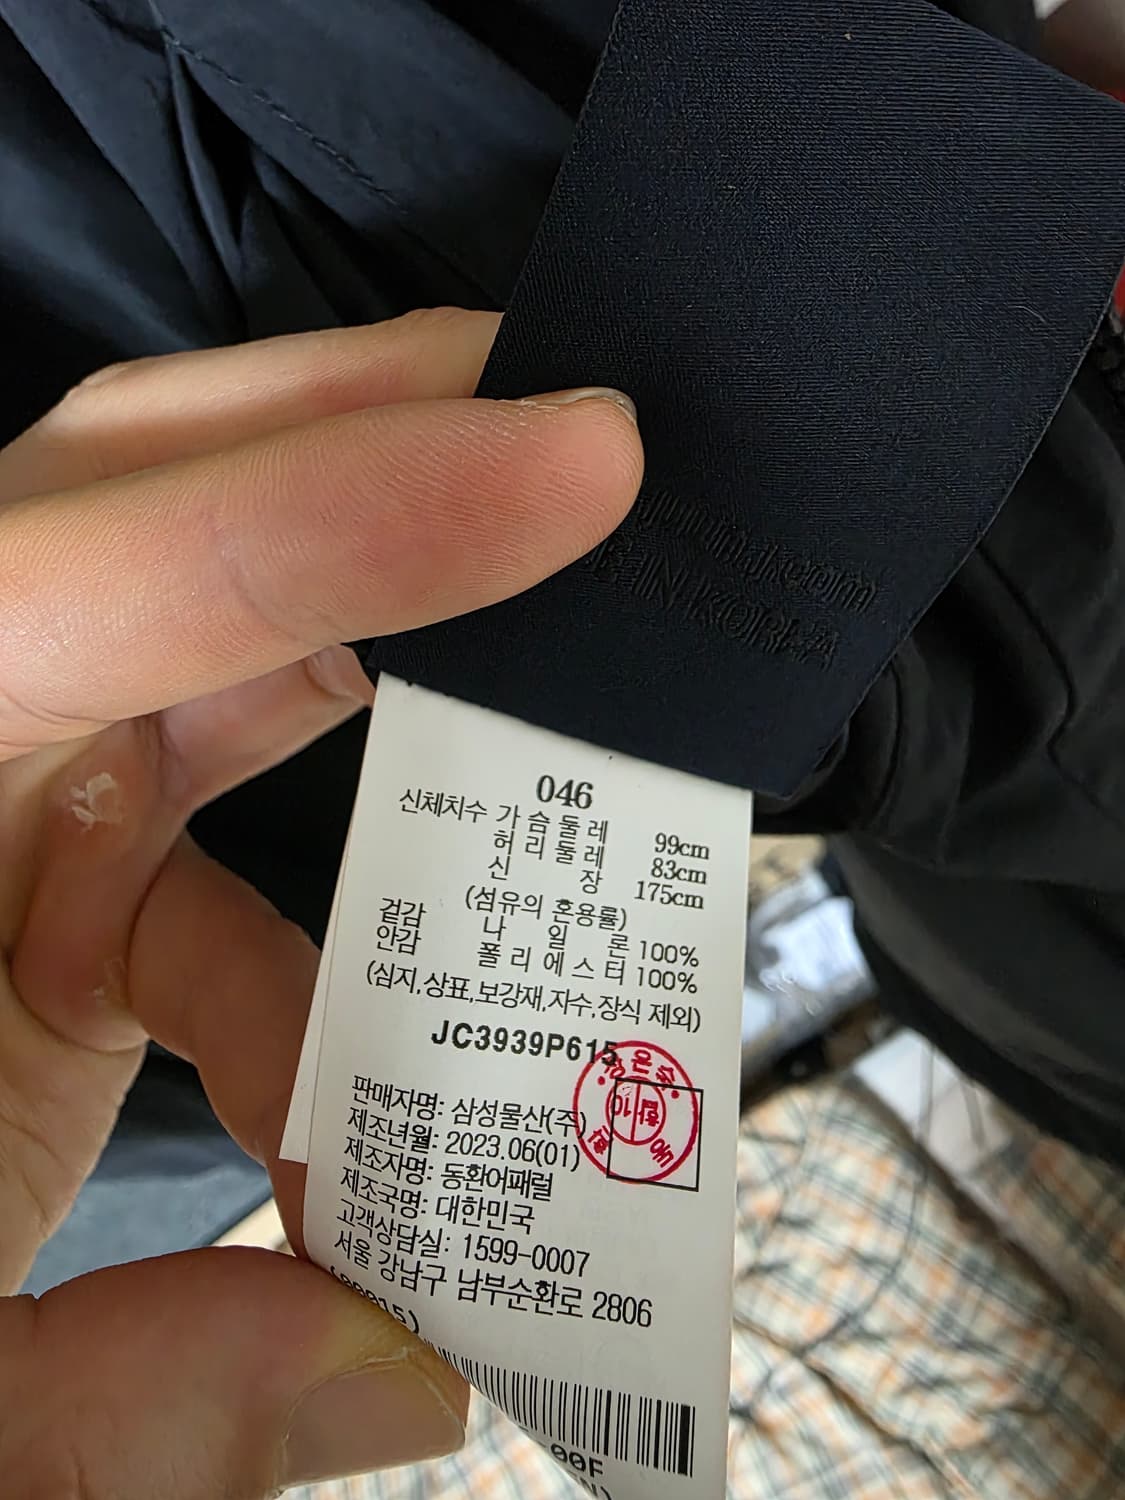 IN KOREA
046
신체치수 가슴둘레 99cm
허리둘레 83cm
신장 175cm
(섬유의 혼용률)
겉감 나일론 100%
안감 폴리에스터 100%
(심지,상표,보강재,자수,장식 제외)
JC3939P615
판매자명: 삼성물산(주)
제조년월: 2023.06(01)
제조자명: 동환어패럴
제조국명: 대한민국
고객상담실: 1599-0007
서울 강남구 남부순환로 2806
00F